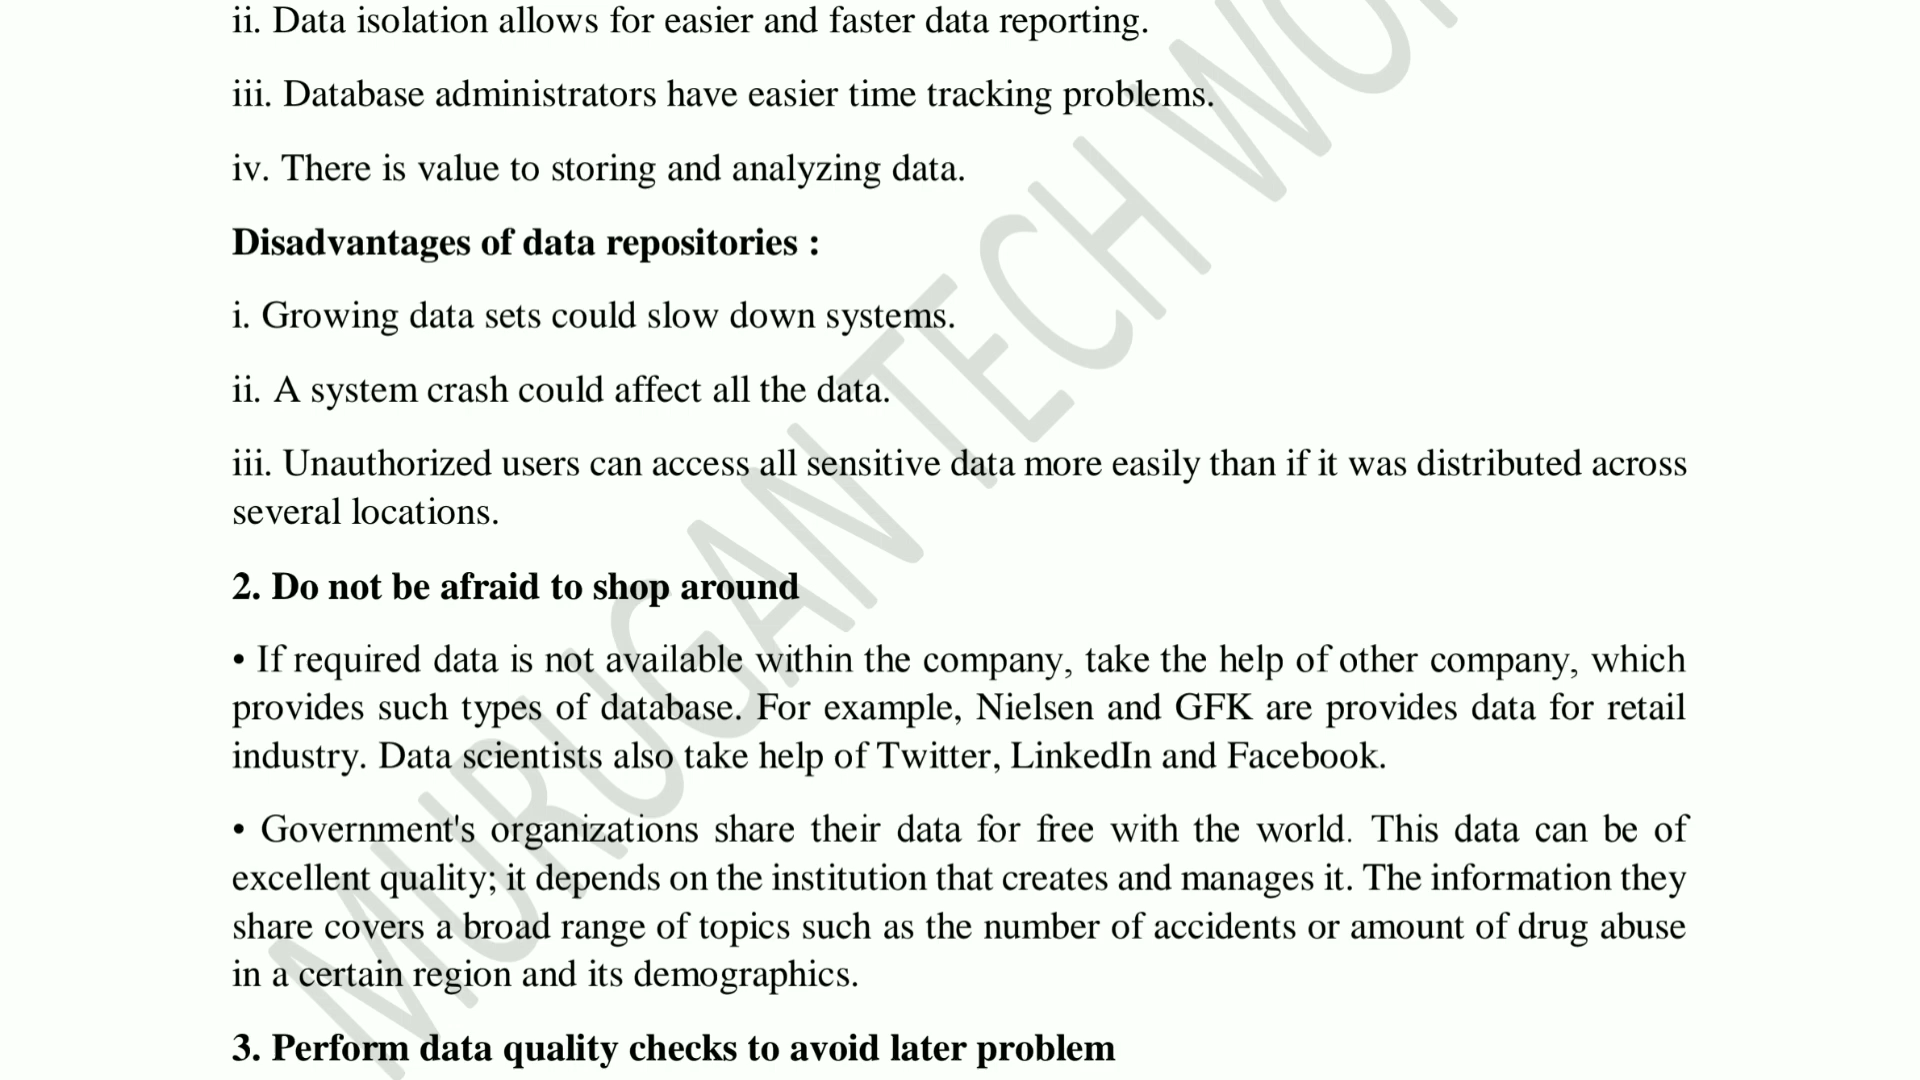 ii. Data isolation allows for easier and faster data reporting.
iii. Database administrators have easier time tracking problems.
iv. There is value to storing and analyzing data.
Disadvantages of data repositories :
i. Growing data sets could slow down systems.
ii. A system crash could affect all the data.
iii. Unauthorized users can access all sensitive data more easily than if it was distributed across
several locations.
2. Do not be afraid to shop around
• If required data is not available within the company, take the help of other company, which
provides such types of database. For example, Nielsen and GFK are provides data for retail
industry. Data scientists also take help of Twitter, LinkedIn and Facebook.
• Government's organizations share their data for free with the world. This data can be of
excellent quality; it depends on the institution that creates and manages it. The information they
share covers a broad range of topics such as the number of accidents or amount of drug abuse
in a certain region and its demographics.
3. Perform data quality checks to avoid later problem
MURUGAN TECH